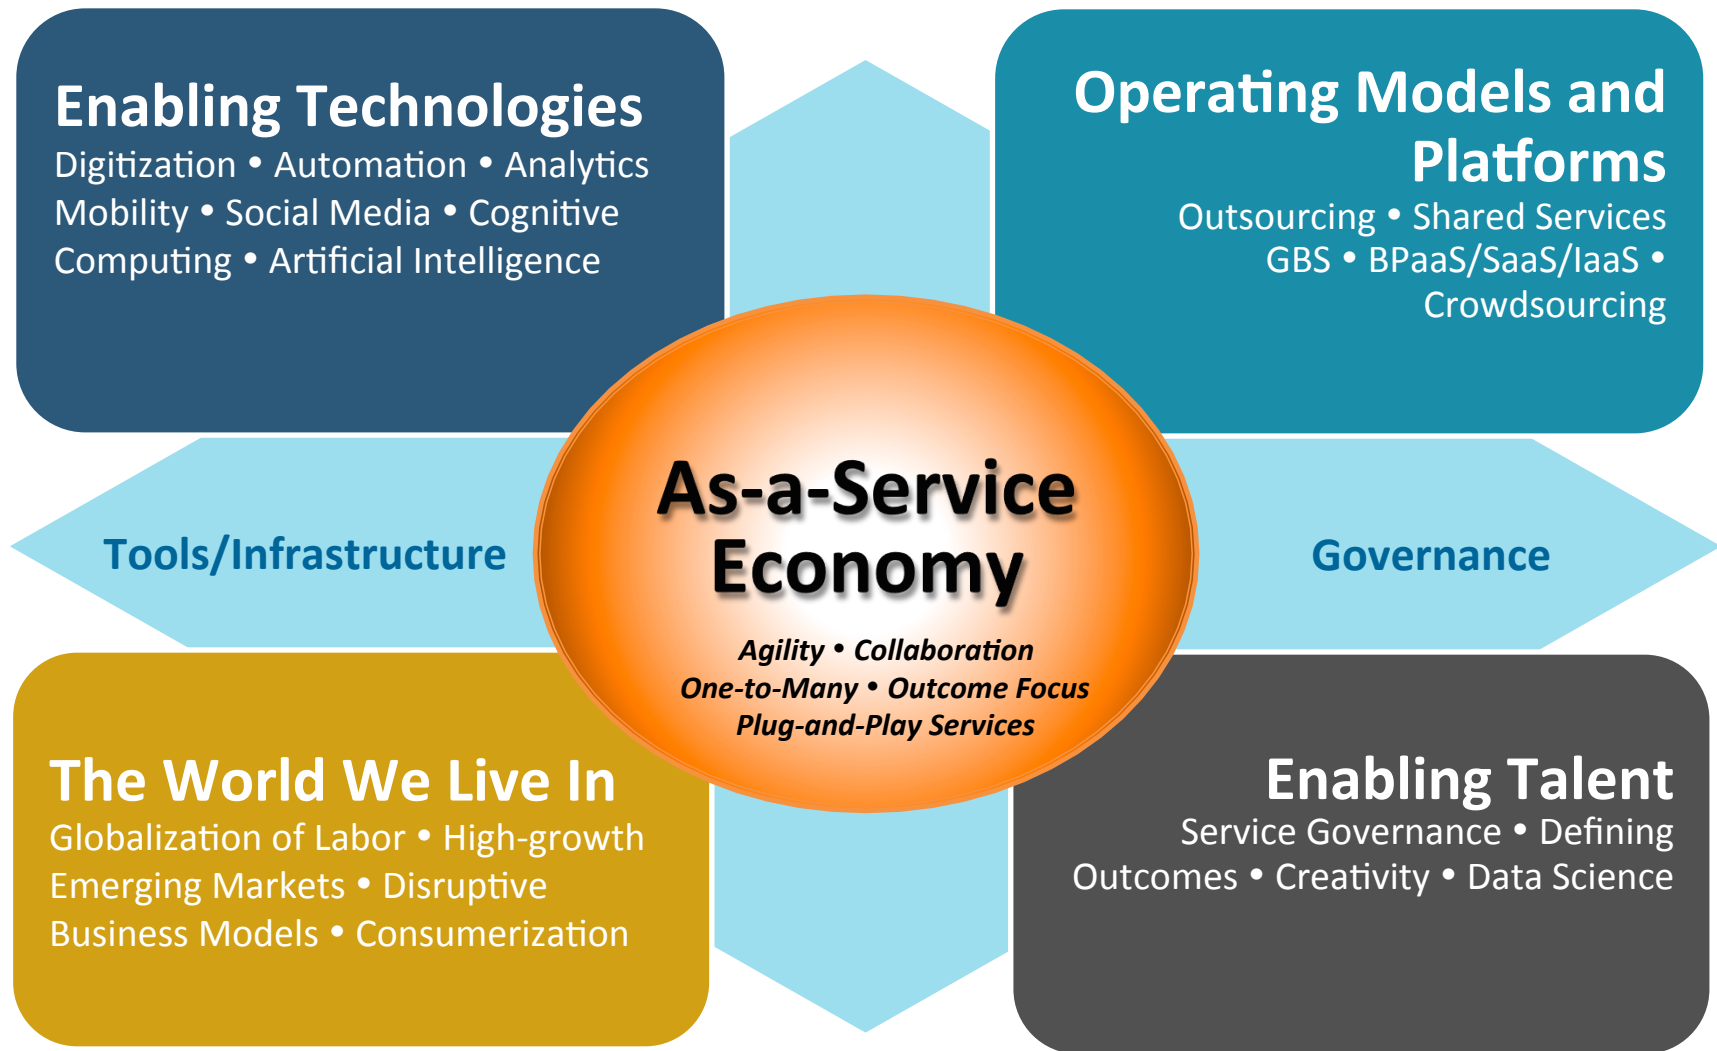 Enabling Technologies
Digitization • Automation • Analytics
Mobility • Social Media • Cognitive
Computing • Artificial Intelligence
Operating Models and
Platforms
Outsourcing • Shared Services
GBS • BPaaS/SaaS/IaaS •
Crowdsourcing
Tools/Infrastructure
As-a-Service
Economy
Agility • Collaboration
One-to-Many • Outcome Focus
Plug-and-Play Services
Governance
The World We Live In
Globalization of Labor • High-growth
Emerging Markets • Disruptive
Business Models • Consumerization
Enabling Talent
Service Governance • Defining
Outcomes • Creativity • Data Science